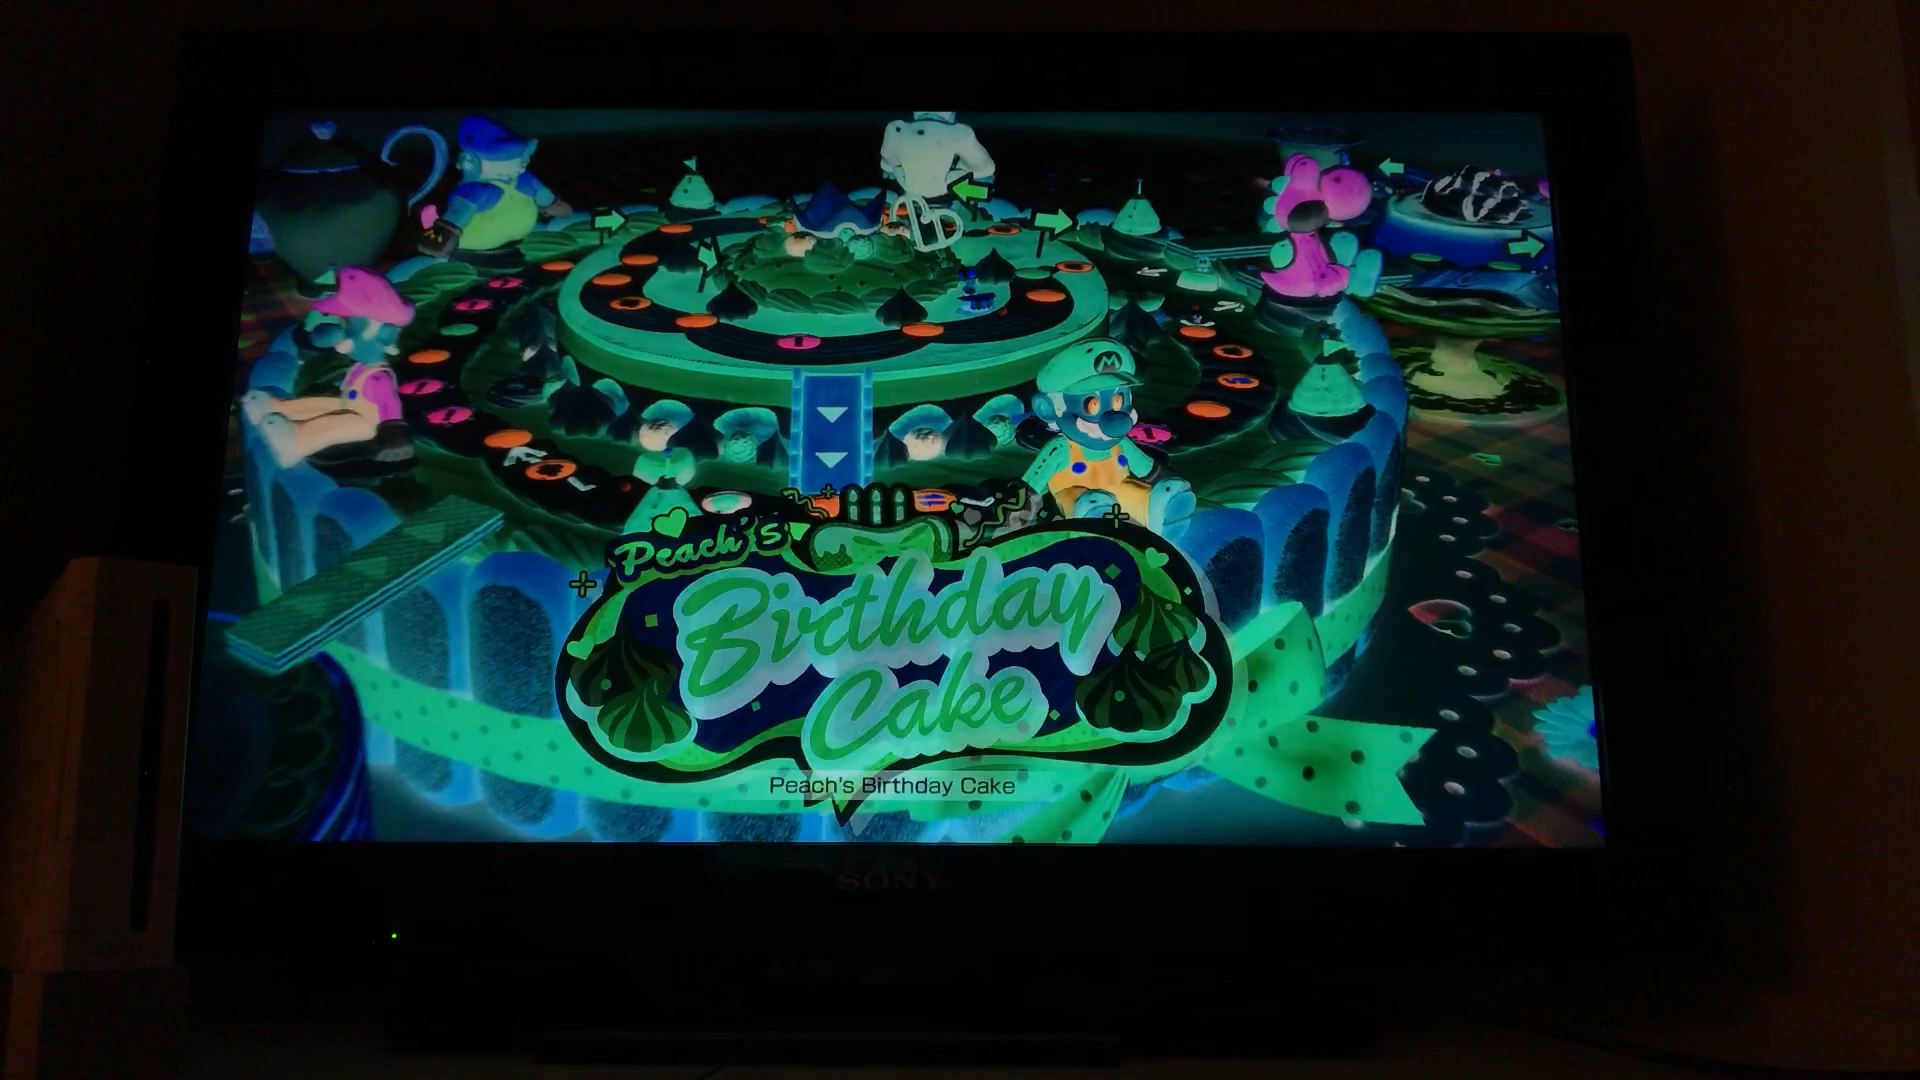 M
Peach's
Birthday
Cake
Peach's Birthday Cake
SONY